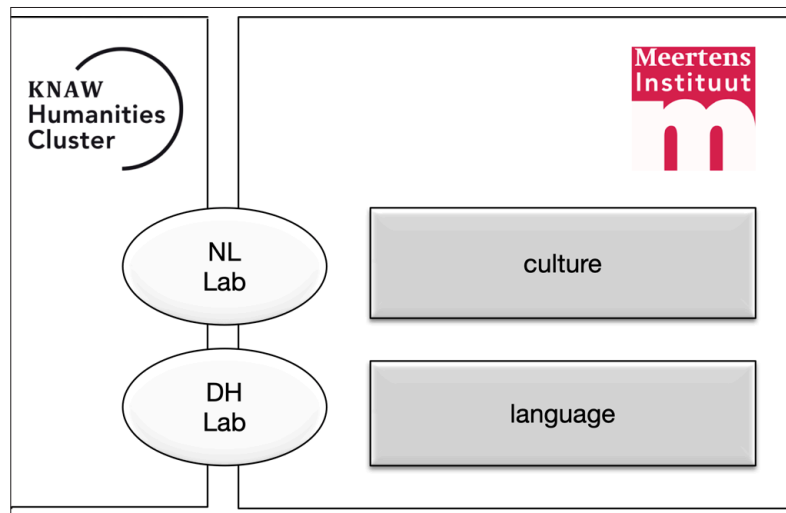 KNAW
Humanities
Cluster
Meertens
Instituut
m
NL
Lab
culture
DH
Lab
language